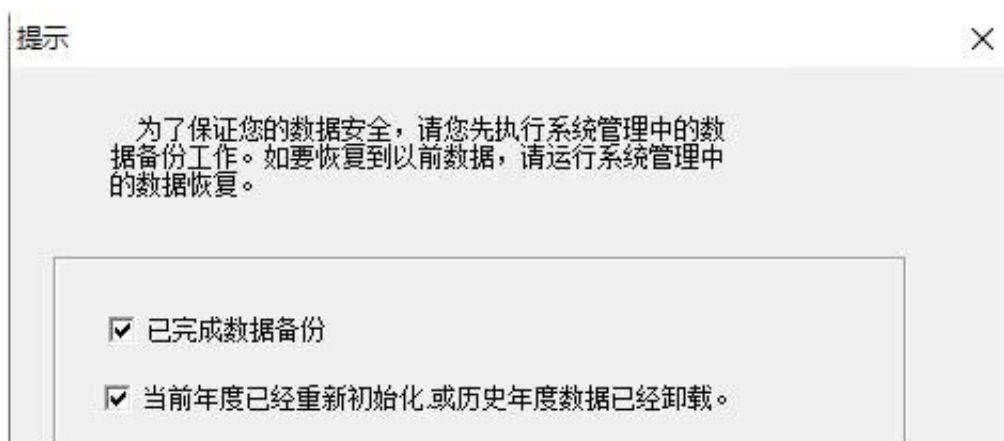 提示
为了保证您的数据安全，请您先执行系统管理中的数
据备份工作。如要恢复到以前数据，请运行系统管理中
的数据恢复。
已完成数据备份
当前年度已经重新初始化.或历史年度数据已经卸载。